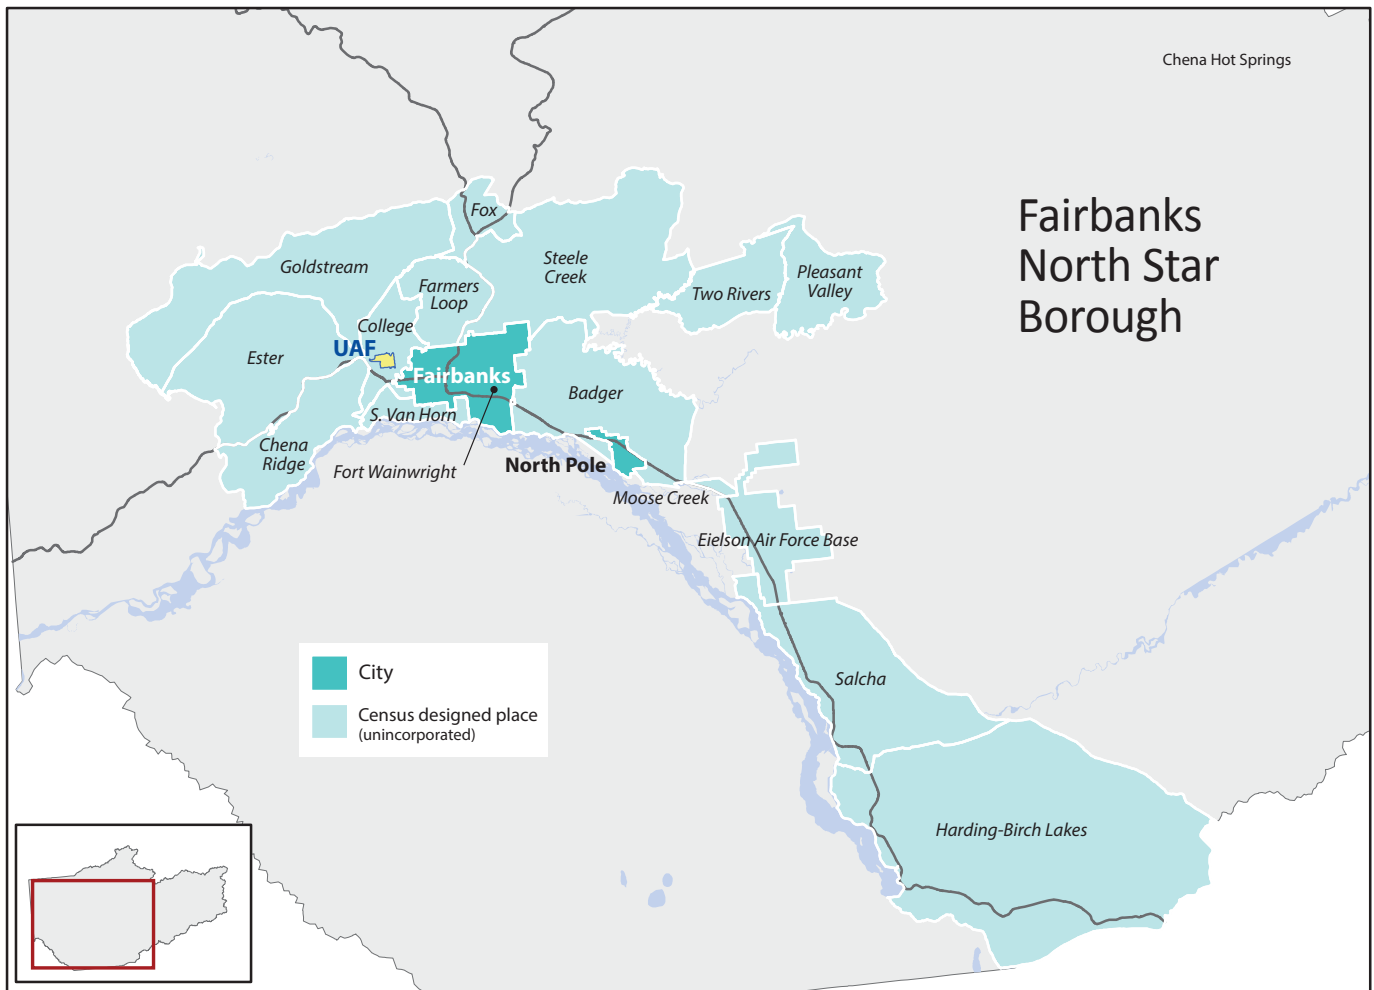 Chena Hot Springs
Fairbanks
North Star
Borough
Fox
Goldstream
Steele
Creek
Farmers
Loop
Two Rivers
Pleasant
Valley
College
UAF
Ester
Fairbanks
Badger
S. Van Horn
Chena
Ridge
Fort Wainwright
North Pole
Moose Creek
Eielson Air Force Base
Salcha
Harding-Birch Lakes
City
Census designed place
(unincorporated)